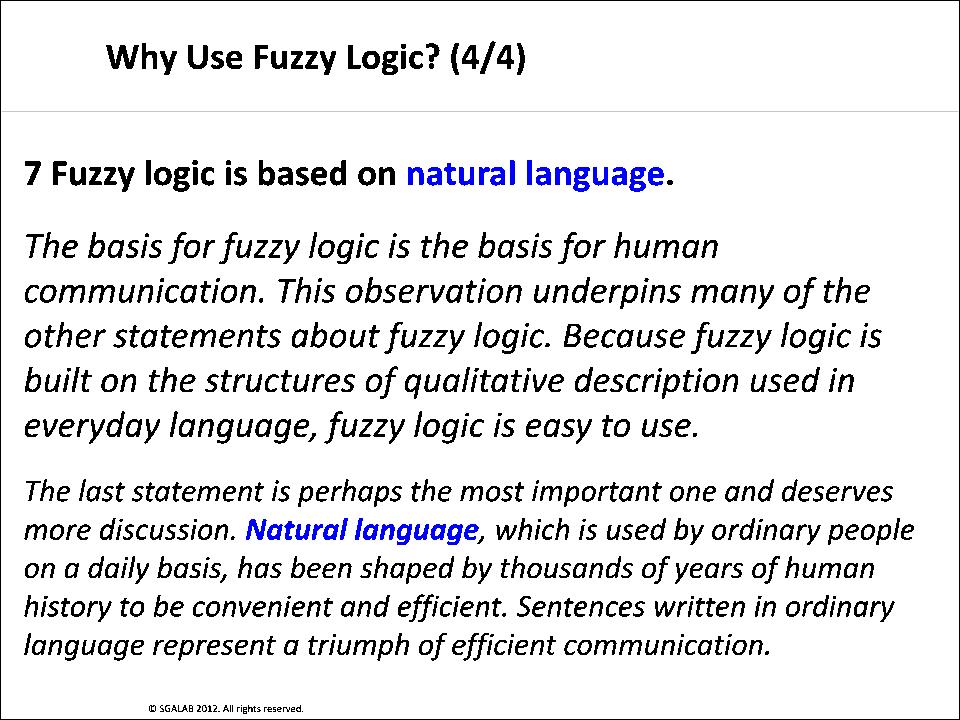 Why Use Fuzzy Logic? (4/4)
7 Fuzzy logic is based on natural language.
The basis for fuzzy logic is the basis for human
communication. This observation underpins many of the
other statements about fuzzy logic. Because fuzzy logic is
built on the structures of qualitative description used in
everyday language, fuzzy logic is easy to use.
The last statement is perhaps the most important one and deserves
more discussion. Natural language, which is used by ordinary people
on a daily basis, has been shaped by thousands of years of human
history to be convenient and efficient. Sentences written in ordinary
language represent a triumph of efficient communication.
© SGALAB 2012. All rights reserved.